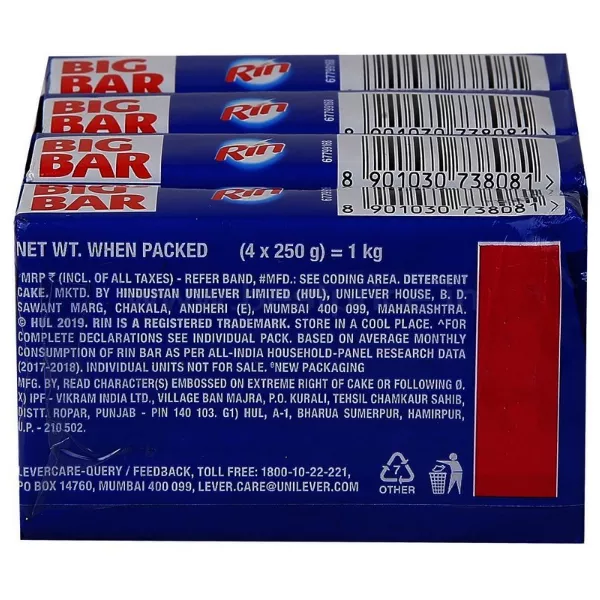 BIG
BAR
Rin
67799168
BIG
BAR
Rin
67799168
8 901030 738081
BIG
BAR
Rin
67799168
8 901030 738081 >
BIG
BAR
Rin
8 901030 738081 >
NET WT. WHEN PACKED (4 x 250 g) = 1 kg
*MRP ₹ (INCL. OF ALL TAXES) - REFER BAND, #MFD.: SEE CODING AREA. DETERGENT
CAKE. MKTD. BY HINDUSTAN UNILEVER LIMITED (HUL), UNILEVER HOUSE, B. D.
SAWANT MARG, CHAKALA, ANDHERI (E), MUMBAI 400 099, MAHARASHTRA.
© HUL 2019. RIN IS A REGISTERED TRADEMARK. STORE IN A COOL PLACE. ^FOR
COMPLETE DECLARATIONS SEE INDIVIDUAL PACK. BASED ON AVERAGE MONTHLY
CONSUMPTION OF RIN BAR AS PER ALL-INDIA HOUSEHOLD-PANEL RESEARCH DATA
(2017-2018). INDIVIDUAL UNITS NOT FOR SALE. NEW PACKAGING
MFG. BY, READ CHARACTER(S) EMBOSSED ON EXTREME RIGHT OF CAKE OR FOLLOWING Ø.
X) IPF - VIKRAM INDIA LTD., VILLAGE BAN MAJRA, P.O. KURALI, TEHSIL CHAMKAUR SAHIB,
DISTT. ROPAR, PUNJAB - PIN 140 103. G1) HUL, A-1, BHARUA SUMERPUR, HAMIRPUR,
U.P. - 210 502.
LEVERCARE-QUERY / FEEDBACK, TOLL FREE: 1800-10-22-221,
PO BOX 14760, MUMBAI 400 099, LEVER.CARE@UNILEVER.COM
7
OTHER